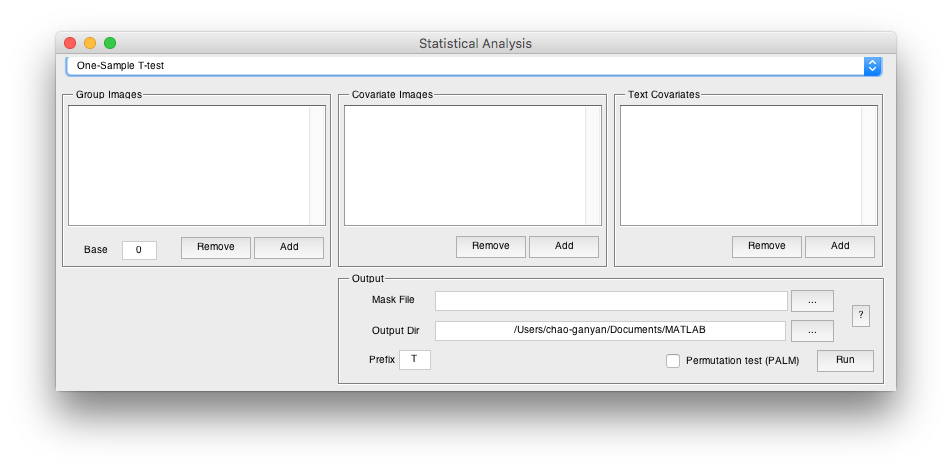 Statistical Analysis
One-Sample T-test
Group Images
Covariate Images
Text Covariates
Base 0 Remove Add
Remove Add
Remove Add
Output
Mask File ...
?
Output Dir /Users/chao-ganyan/Documents/MATLAB ...
Prefix T Permutation test (PALM) Run